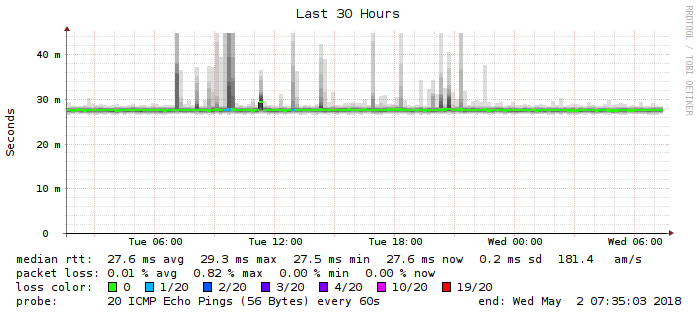 Last 30 Hours
RRDTOOL / TOBI OETIKER
Seconds
40 m
30 m
20 m
10 m
0
Tue 06:00 Tue 12:00 Tue 18:00 Wed 00:00 Wed 06:00
median rtt: 27.6 ms avg 29.3 ms max 27.5 ms min 27.6 ms now 0.2 ms sd 181.4 am/s
packet loss: 0.01 % avg 0.82 % max 0.00 % min 0.00 % now
loss color: 0 1/20 2/20 3/20 4/20 10/20 19/20
probe: 20 ICMP Echo Pings (56 Bytes) every 60s end: Wed May 2 07:35:03 2018